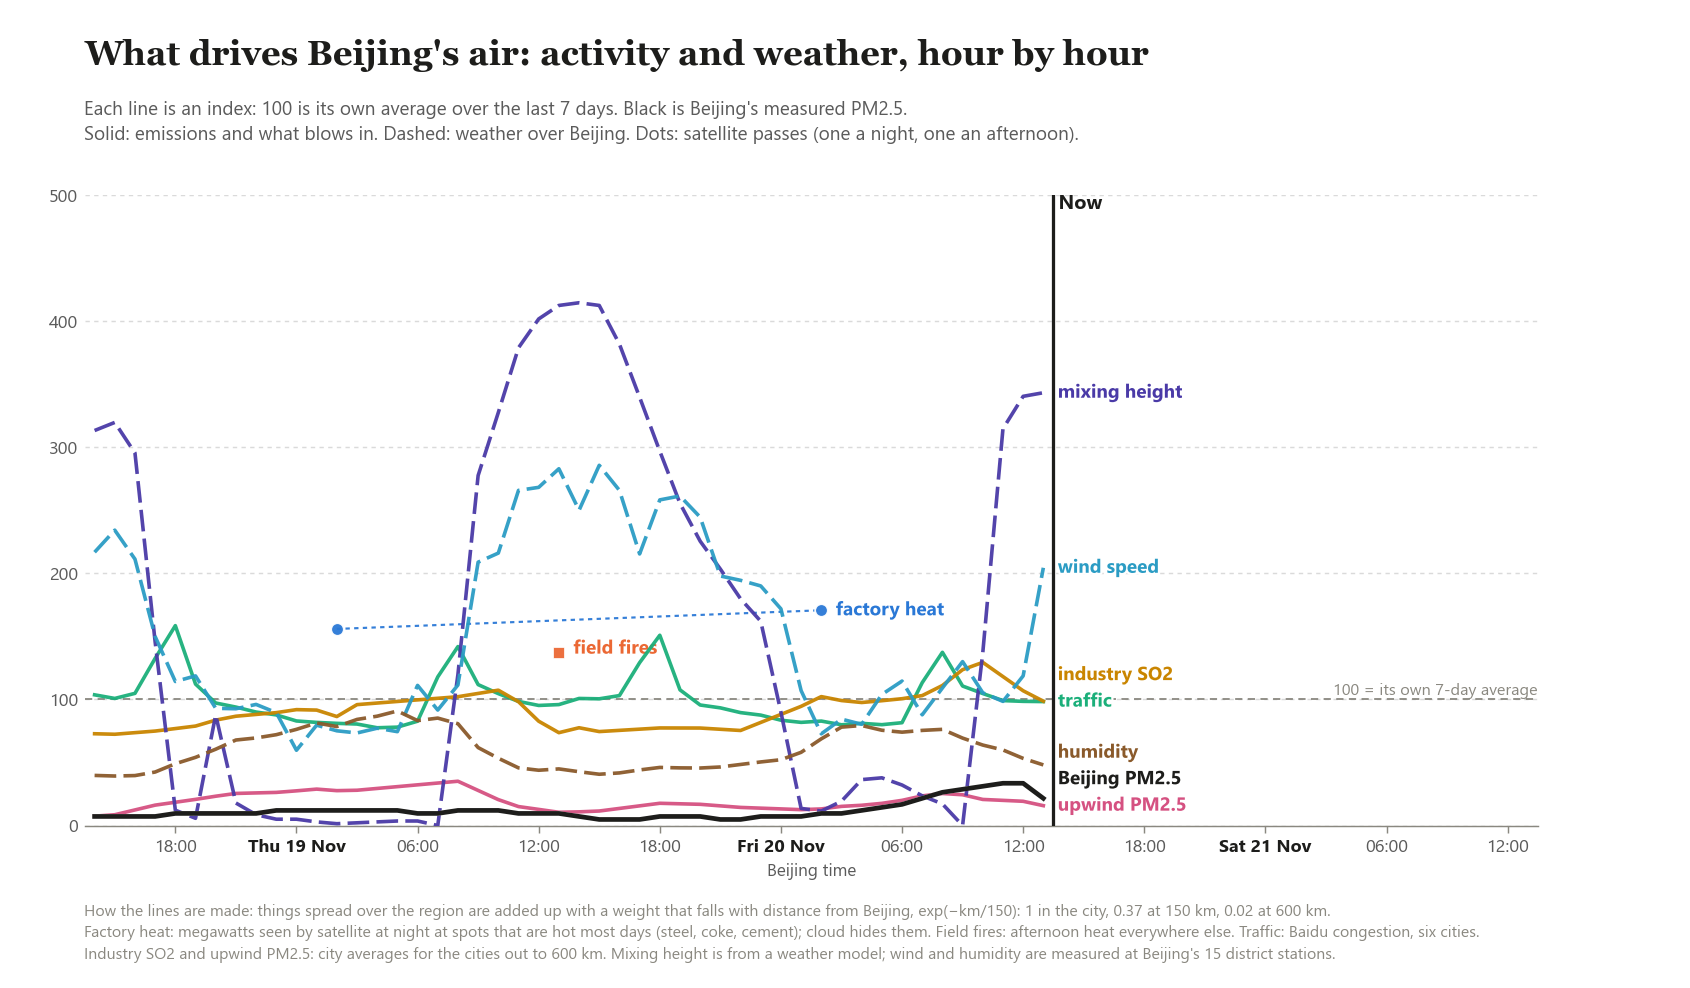 What drives Beijing's air: activity and weather, hour by hour
Each line is an index: 100 is its own average over the last 7 days. Black is Beijing's measured PM2.5.
Solid: emissions and what blows in. Dashed: weather over Beijing. Dots: satellite passes (one a night, one an afternoon).
500
Now
400
mixing height
300
200
wind speed
factory heat
field fires
industry SO2
100 = its own 7-day average
100
traffic
humidity
Beijing PM2.5
upwind PM2.5
0
18:00
Thu 19 Nov
06:00
12:00
18:00
Fri 20 Nov
06:00
12:00
18:00
Sat 21 Nov
06:00
12:00
Beijing time
How the lines are made: things spread over the region are added up with a weight that falls with distance from Beijing, exp(−km/150): 1 in the city, 0.37 at 150 km, 0.02 at 600 km.
Factory heat: megawatts seen by satellite at night at spots that are hot most days (steel, coke, cement); cloud hides them. Field fires: afternoon heat everywhere else. Traffic: Baidu congestion, six cities.
Industry SO2 and upwind PM2.5: city averages for the cities out to 600 km. Mixing height is from a weather model; wind and humidity are measured at Beijing's 15 district stations.